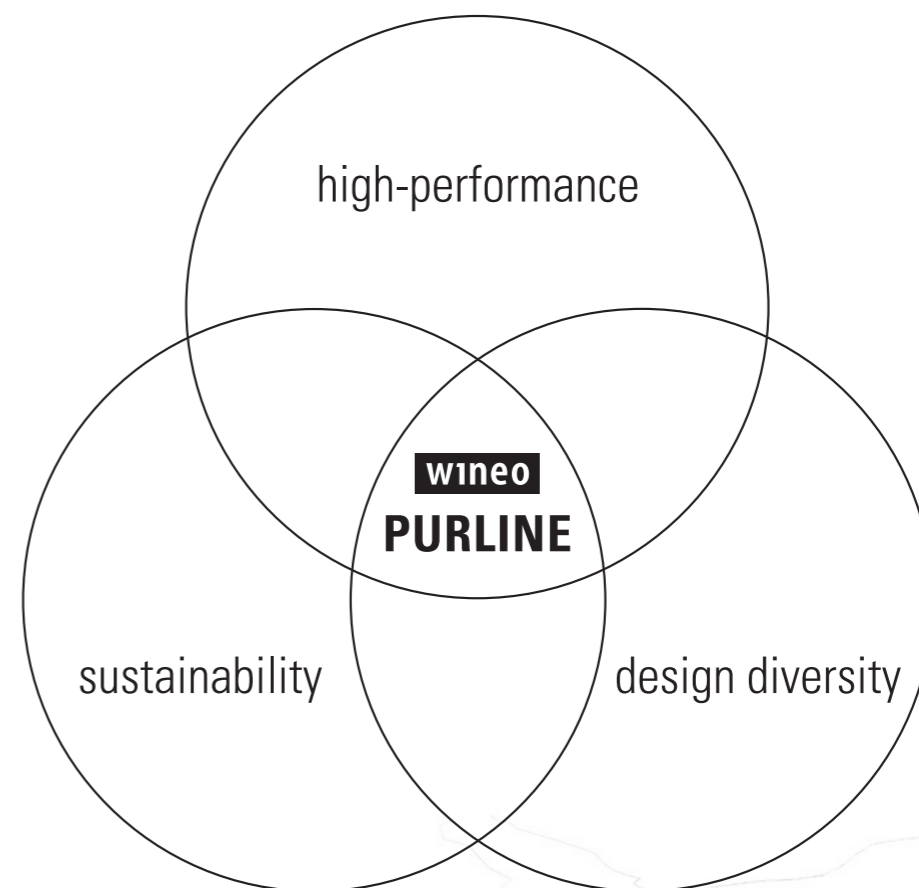 high-performance
wineo
PURLINE
sustainability
design diversity